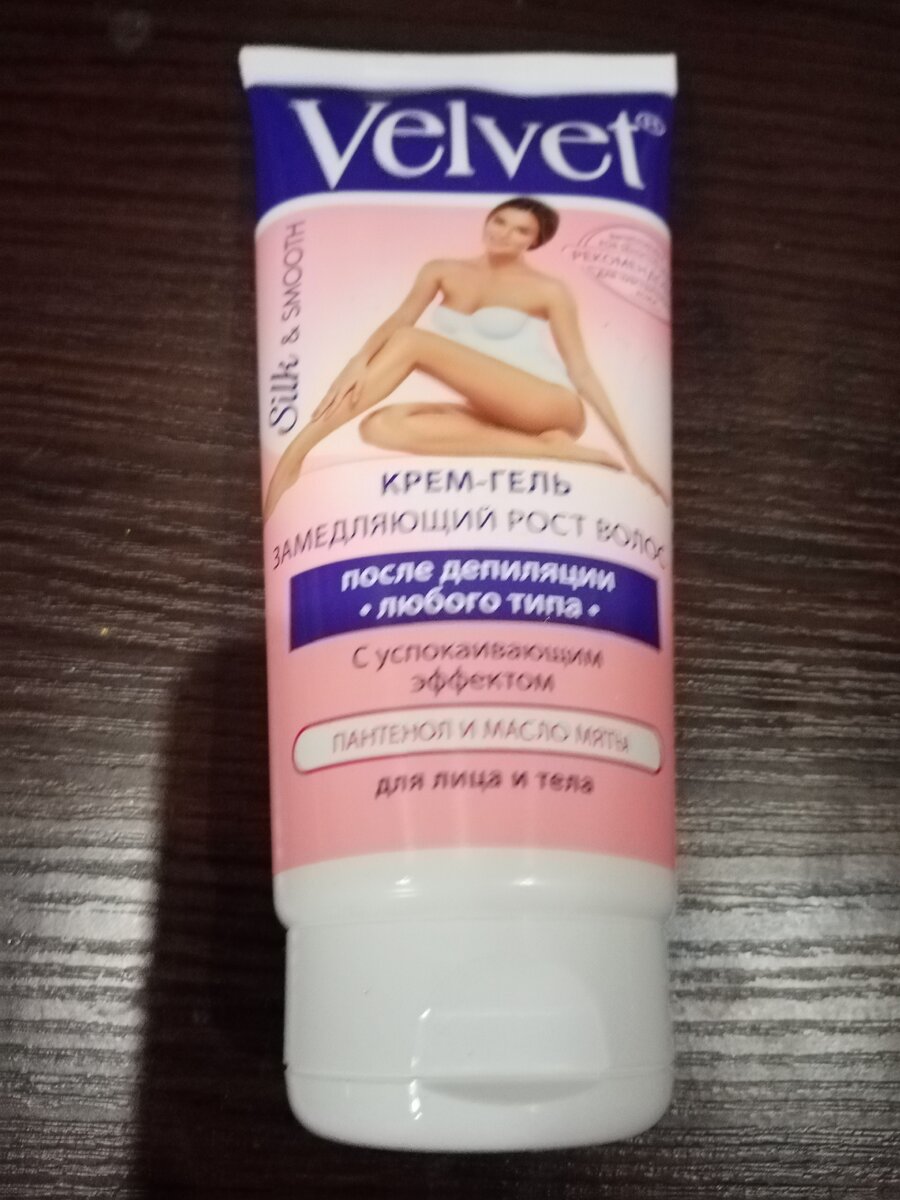 Velvet®
Silk & SMOOTH
КРЕМ-ГЕЛЬ
ЗАМЕДЛЯЮЩИЙ РОСТ ВОЛОС
после депиляции
• любого типа •
С успокаивающим
эффектом
ПАНТЕНОЛ И МАСЛО МЯТЫ
для лица и тела